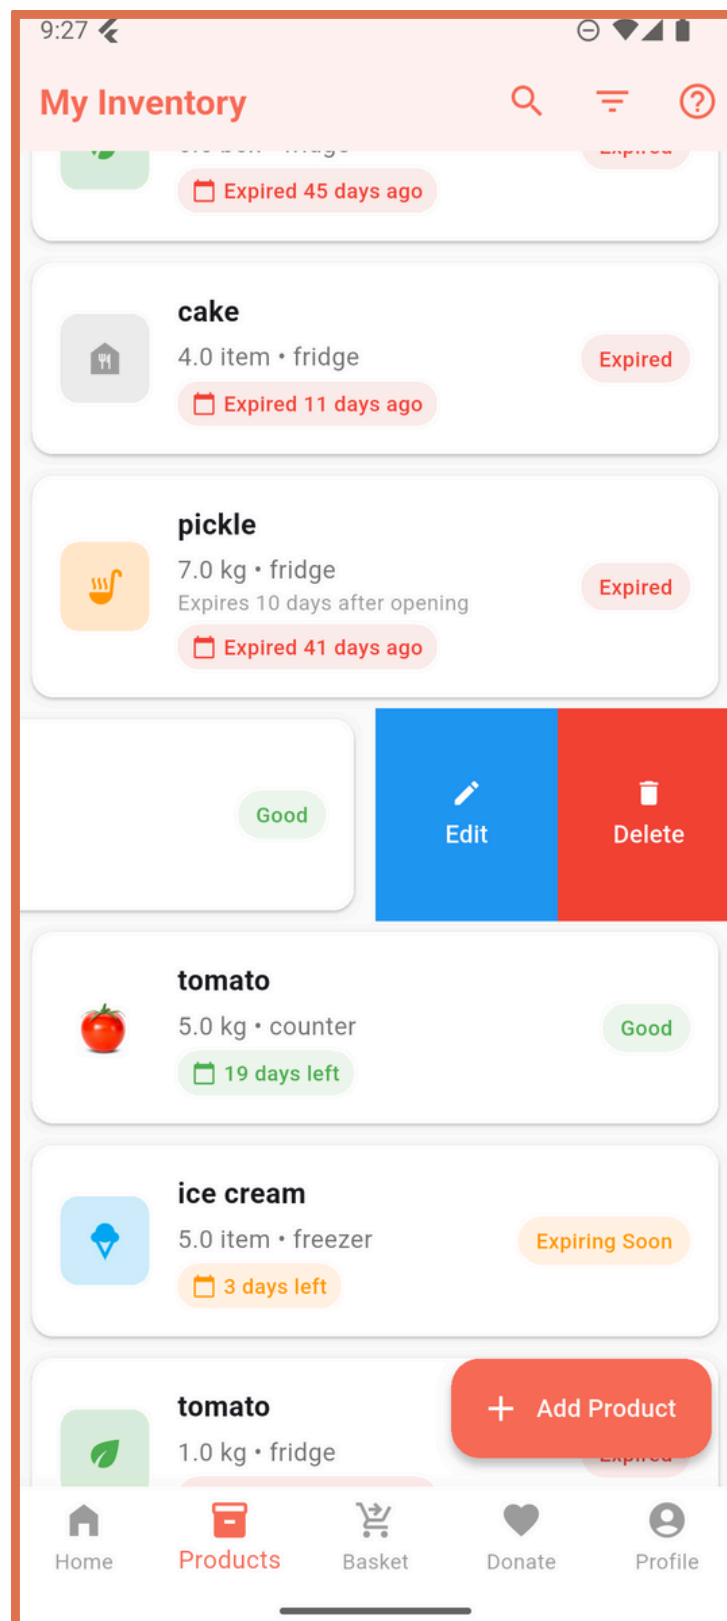 9:27
My Inventory
Expired 45 days ago
cake
4.0 item • fridge
Expired
Expired 11 days ago
pickle
7.0 kg • fridge
Expires 10 days after opening
Expired
Expired 41 days ago
Good
Edit
Delete
tomato
5.0 kg • counter
Good
19 days left
ice cream
5.0 item • freezer
Expiring Soon
3 days left
tomato
1.0 kg • fridge
Add Product
Home
Products
Basket
Donate
Profile